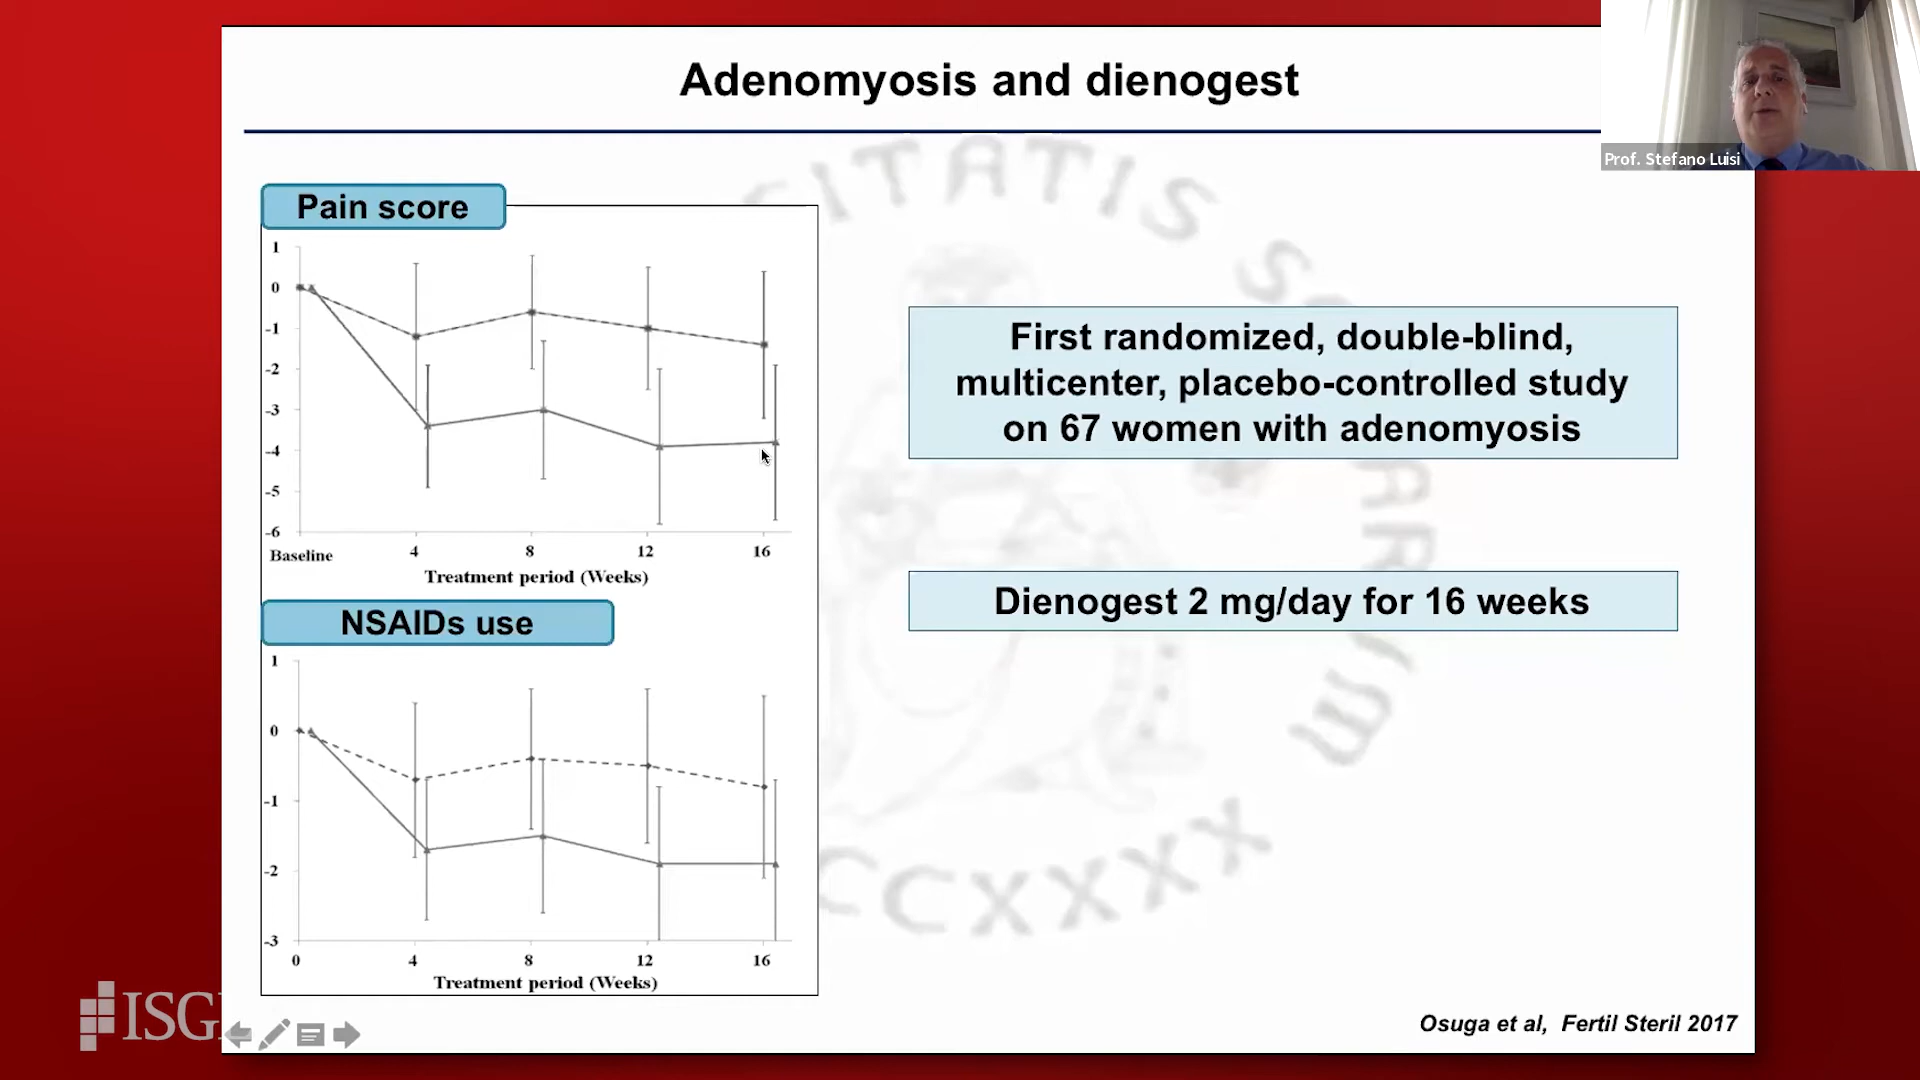 Adenomyosis and dienogest
Prof. Stefano Luisi
Pain score
1
0
-1
-2
-3
-4
-5
-6
Baseline
4
8
12
16
Treatment period (Weeks)
NSAIDs use
1
0
-1
-2
-3
0
4
8
12
16
Treatment period (Weeks)
First randomized, double-blind,
multicenter, placebo-controlled study
on 67 women with adenomyosis
Dienogest 2 mg/day for 16 weeks
Osuga et al, Fertil Steril 2017
ISG